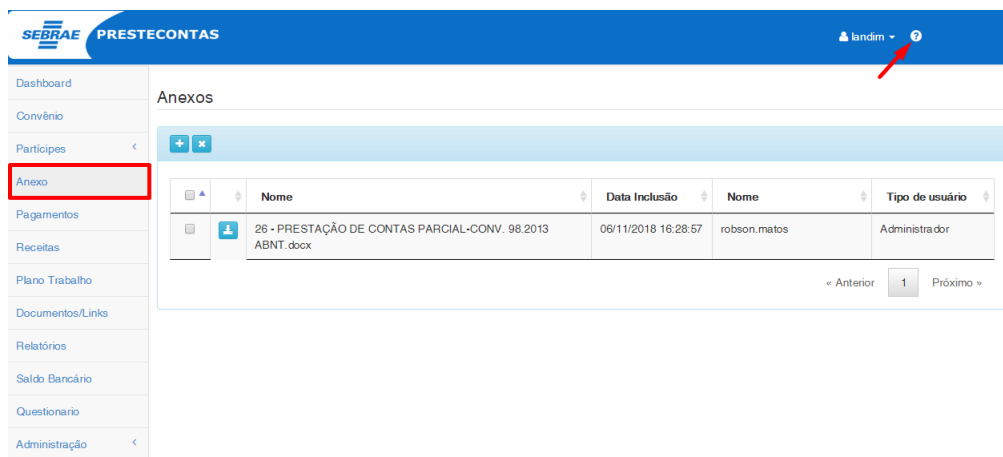 SEBRAE PRESTECONTAS landim ?
Dashboard
Anexos
Convênio
Partícipes
Anexo
Nome Data Inclusão Nome Tipo de usuário
Pagamentos
26 - PRESTAÇÃO DE CONTAS PARCIAL-CONV. 98.2013 06/11/2018 16:28:57 robson.matos Administrador
ABNT.docx
Receitas
Plano Trabalho
« Anterior 1 Próximo »
Documentos/Links
Relatórios
Saldo Bancário
Questionario
Administração